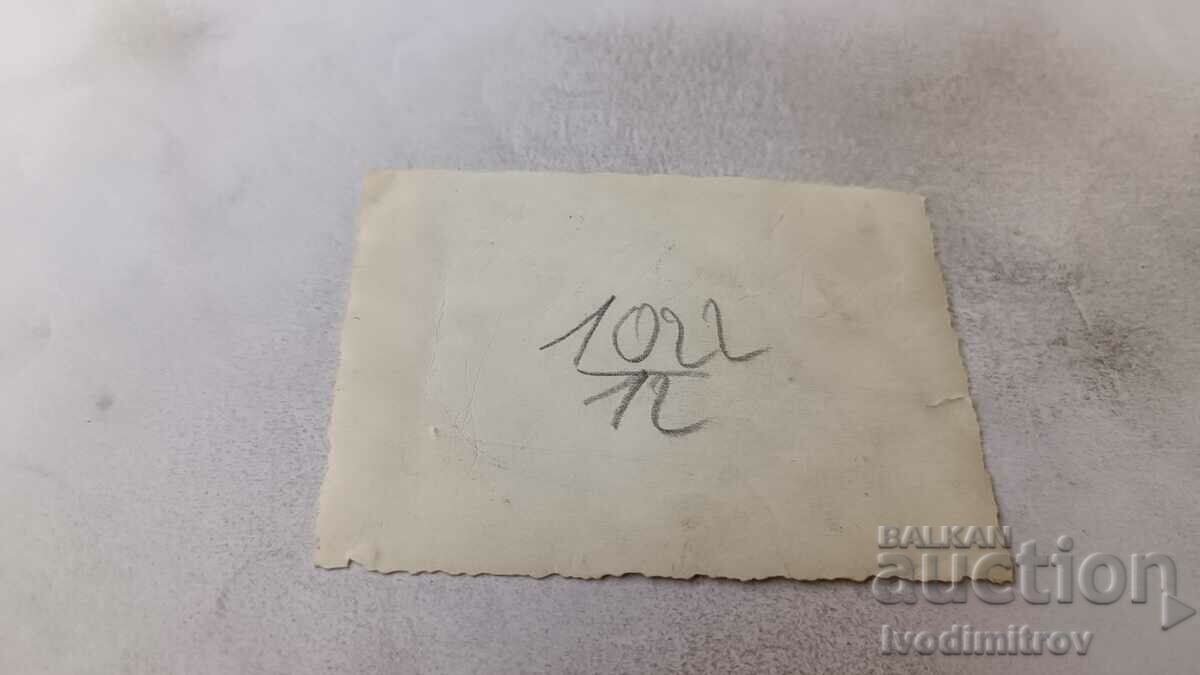 1022
12
BALKAN
auction
Ivodimitrov